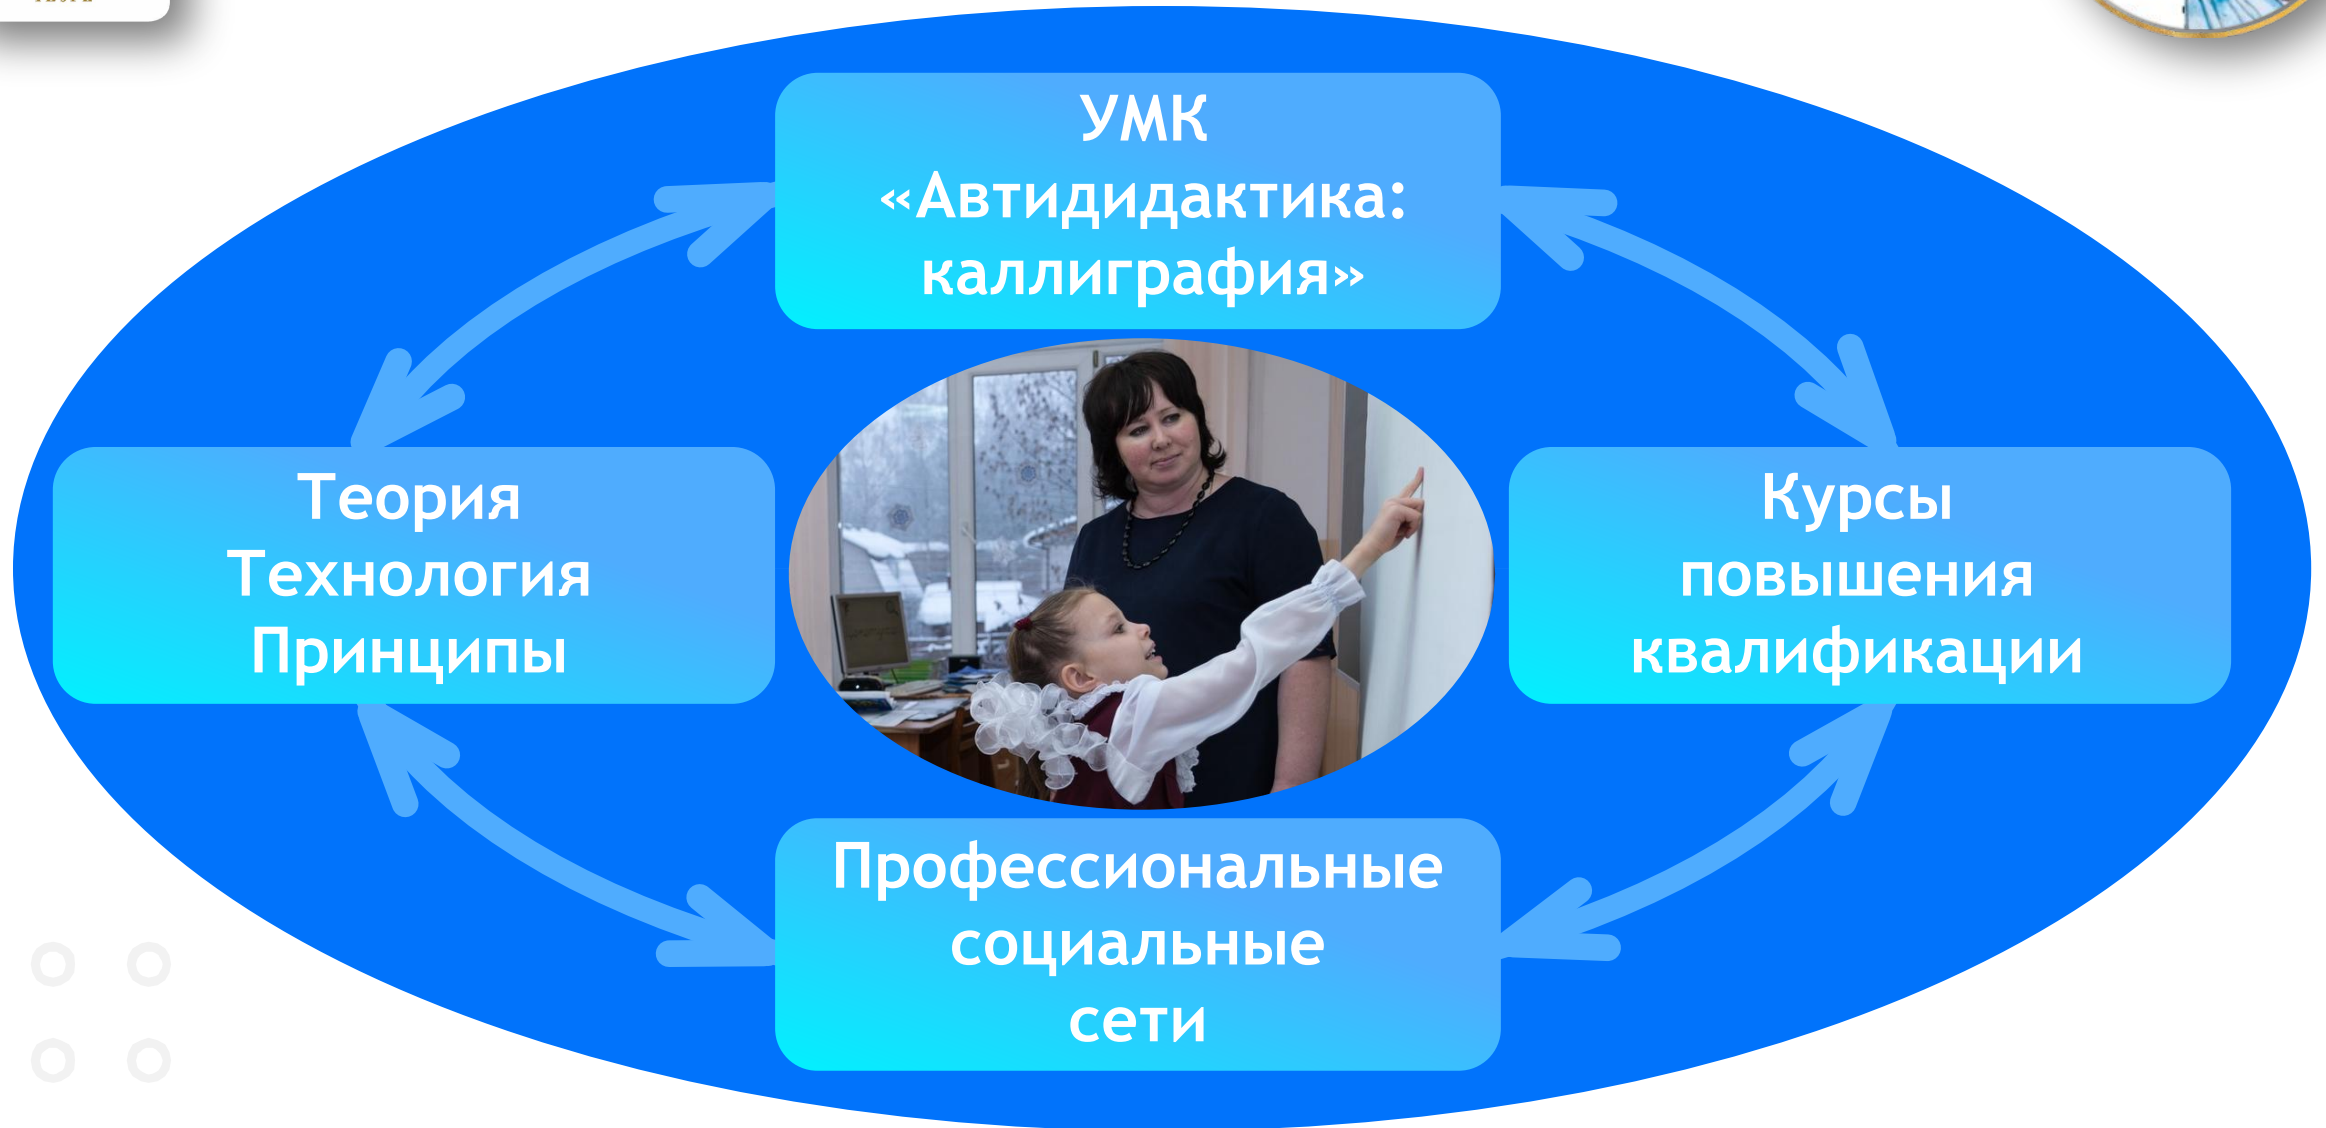 УМК
«Автидидактика:
каллиграфия»
Теория
Технология
Принципы
Курсы
повышения
квалификации
Профессиональные
социальные
сети